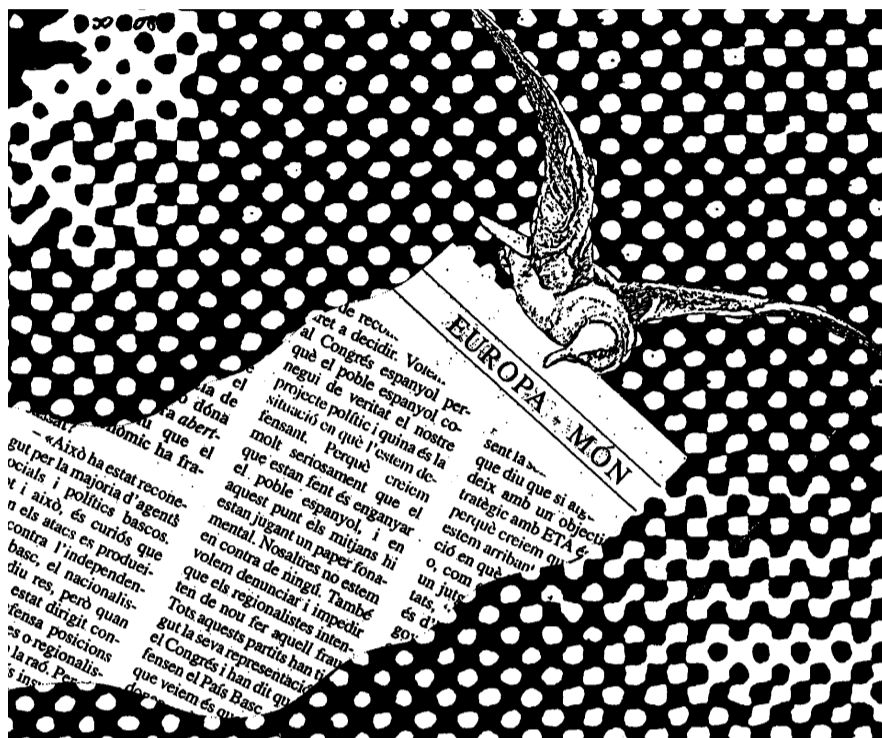 EUROPA - MÓN
el
de
dóna
que el
abert-
ha fra-
– «Això ha estat recone-
gut per la majoria d'agents
socials i polítics bascos.
i això, és curiós que
els atacs es produei-
contra l'independen-
basc, el nacionalis-
diu res, però quan
estat dirigit con-
posicions
o regionalis-
la raó.
de
a decidir.
al Congrés espanyol per-
què el poble espanyol co-
negui de veritat el nostre
projecte polític i quina és la
situació en què l'estem de-
fensant. Perquè creiem
molt seriosament que el
que estan fent és enganyar
el poble espanyol, i en
aquest punt els mitjans hi
estan jugant un paper fona-
mental. Nosaltres no estem
en contra de ningú. També
volem denunciar i impedir
que els regionalistes inten-
ten de nou fer aquell frau
Tots aquests partits han tin
gut la seva representació
el Congrés i han dit qu
fensen el País Basc
que veiem és
sent la
que diu que si
deix amb un objecti
tratègic amb ETA é
perquè creiem qu
estem arriban
ció en què
o, com
un jut
tats,
és d'